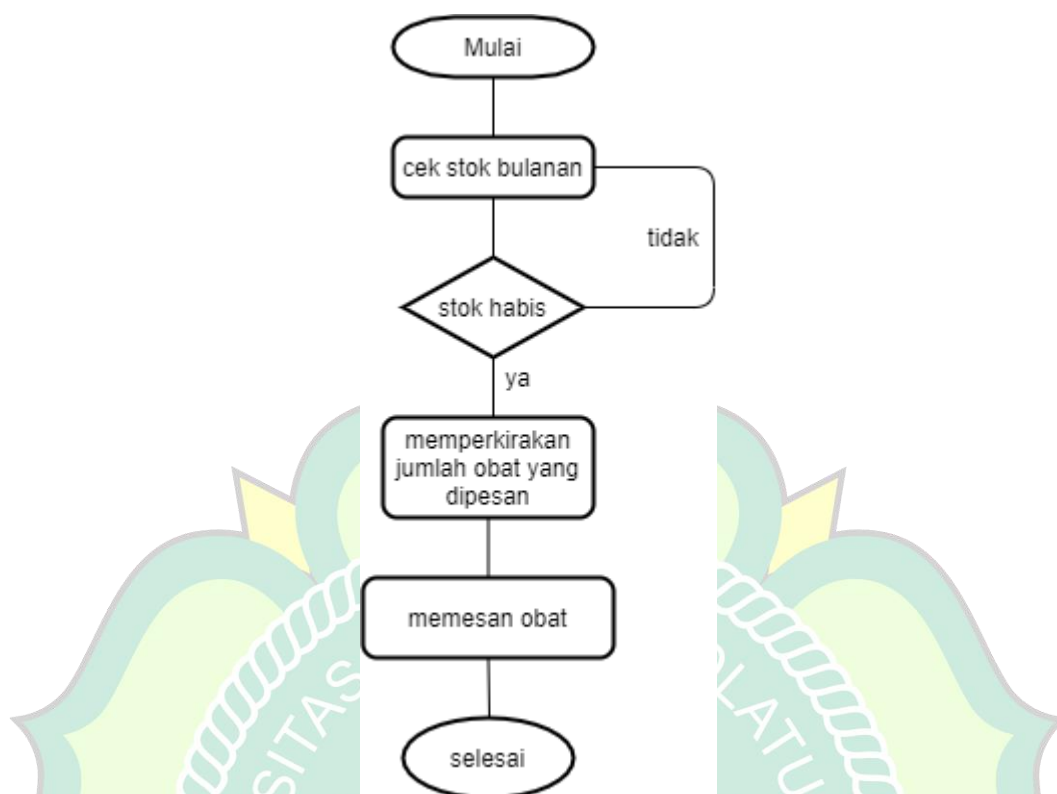 Mulai
cek stok bulanan
tidak
stok habis
ya
memperkirakan
jumlah obat yang
dipesan
memesan obat
selesai